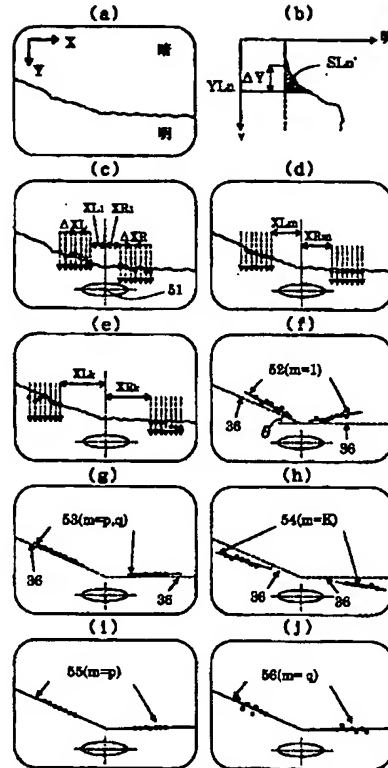 (a) (b)
X 暗 明
Y
ΔY SLn
YLn
明
Y
(c) (d)
XL1 XR1
ΔXL ΔXR XLm XRm
51
(e) (f)
XLk XRk 52(m=1)
36 θ 36
(g) (h)
53(m=p,q) 54(m=K)
36 36 36 36
(i) (j)
55(m=p) 56(m=q)